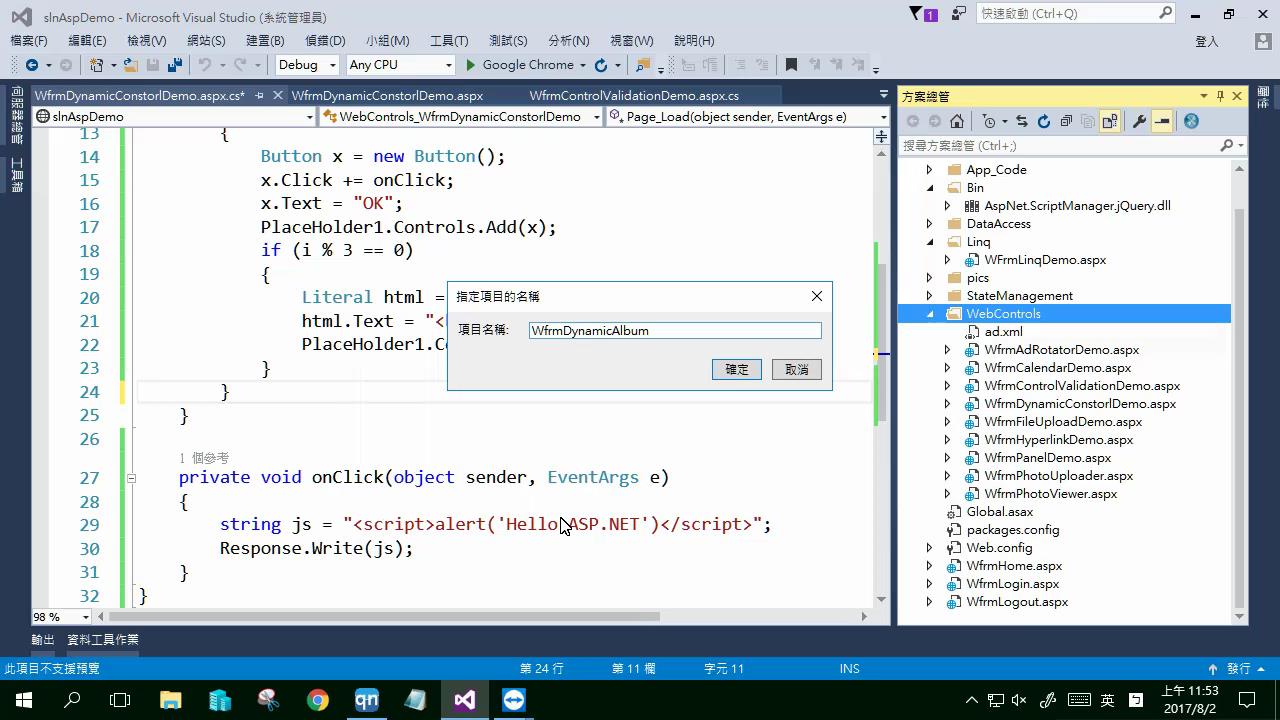 slnAspDemo - Microsoft Visual Studio (系統管理員)
1
快速啟動 (Ctrl+Q)
檔案(F) 編輯(E) 檢視(V) 網站(S) 建置(B) 偵錯(D) 小組(M) 工具(T) 測試(S) 分析(N) 視窗(W) 說明(H)
登入
Debug Any CPU Google Chrome
伺服器總管
工具箱
WfrmDynamicConstorlDemo.aspx.cs* WfrmDynamicConstorlDemo.aspx WfrmControlValidationDemo.aspx.cs
slnAspDemo WebControls_WfrmDynamicConstorlDemo Page_Load(object sender, EventArgs e)
13 {
14 Button x = new Button();
15 x.Click += onClick;
16 x.Text = "OK";
17 PlaceHolder1.Controls.Add(x);
18 if (i % 3 == 0)
19 {
20 Literal html =
21 html.Text = "<
22 PlaceHolder1.Co
23 }
24 }
25 }
26
1 個參考
27 private void onClick(object sender, EventArgs e)
28 {
29 string js = "<script>alert('Hello ASP.NET')</script>";
30 Response.Write(js);
31 }
32 }
指定項目的名稱
項目名稱: WfrmDynamicAlbum
確定 取消
98 %
輸出 資料工具作業
方案總管
搜尋方案總管 (Ctrl+;)
App_Code
Bin
AspNet.ScriptManager.jQuery.dll
DataAccess
Linq
WFrmLinqDemo.aspx
pics
StateManagement
WebControls
ad.xml
WfrmAdRotatorDemo.aspx
WfrmCalendarDemo.aspx
WfrmControlValidationDemo.aspx
WfrmDynamicConstorlDemo.aspx
WfrmFileUploadDemo.aspx
WfrmHyperlinkDemo.aspx
WfrmPanelDemo.aspx
WfrmPhotoUploader.aspx
WfrmPhotoViewer.aspx
Global.asax
packages.config
Web.config
WfrmHome.aspx
WfrmLogin.aspx
WfrmLogout.aspx
屬性
此項目不支援預覽 第 24 行 第 11 欄 字元 11 INS 發行
qn
英
上午 11:53
2017/8/2